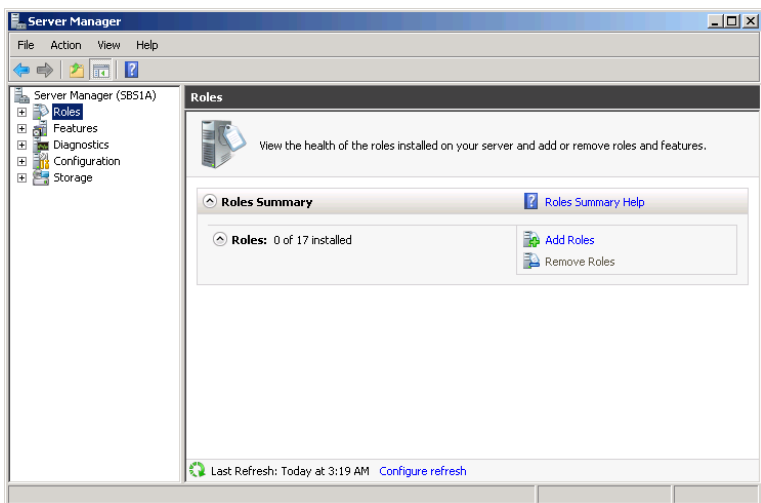 Server Manager
File Action View Help
Server Manager (SBS1A)
Roles
Features
Diagnostics
Configuration
Storage
Roles
View the health of the roles installed on your server and add or remove roles and features.
Roles Summary
Roles Summary Help
Roles: 0 of 17 installed
Add Roles
Remove Roles
Last Refresh: Today at 3:19 AM Configure refresh